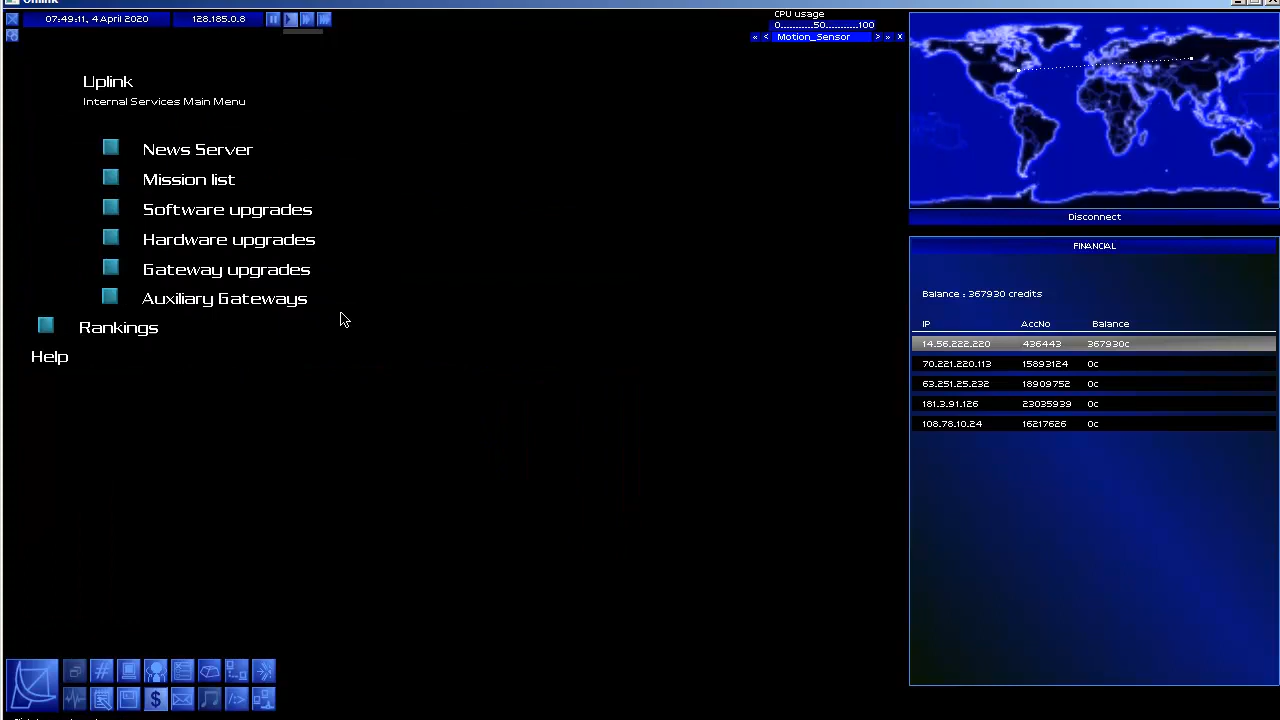 Uplink
07:49:11, 4 April 2020
128.185.0.8
CPU usage
0..........50..........100
« < Motion_Sensor > » x
Uplink
Internal Services Main Menu
News Server
Mission list
Software upgrades
Hardware upgrades
Gateway upgrades
Auxiliary Gateways
Rankings
Help
Disconnect
FINANCIAL
Balance : 367930 credits
IP AccNo Balance
14.56.222.220 436443 367930c
70.221.220.113 15893124 0c
63.251.25.232 18909752 0c
181.3.91.126 23035939 0c
108.78.10.24 16217626 0c